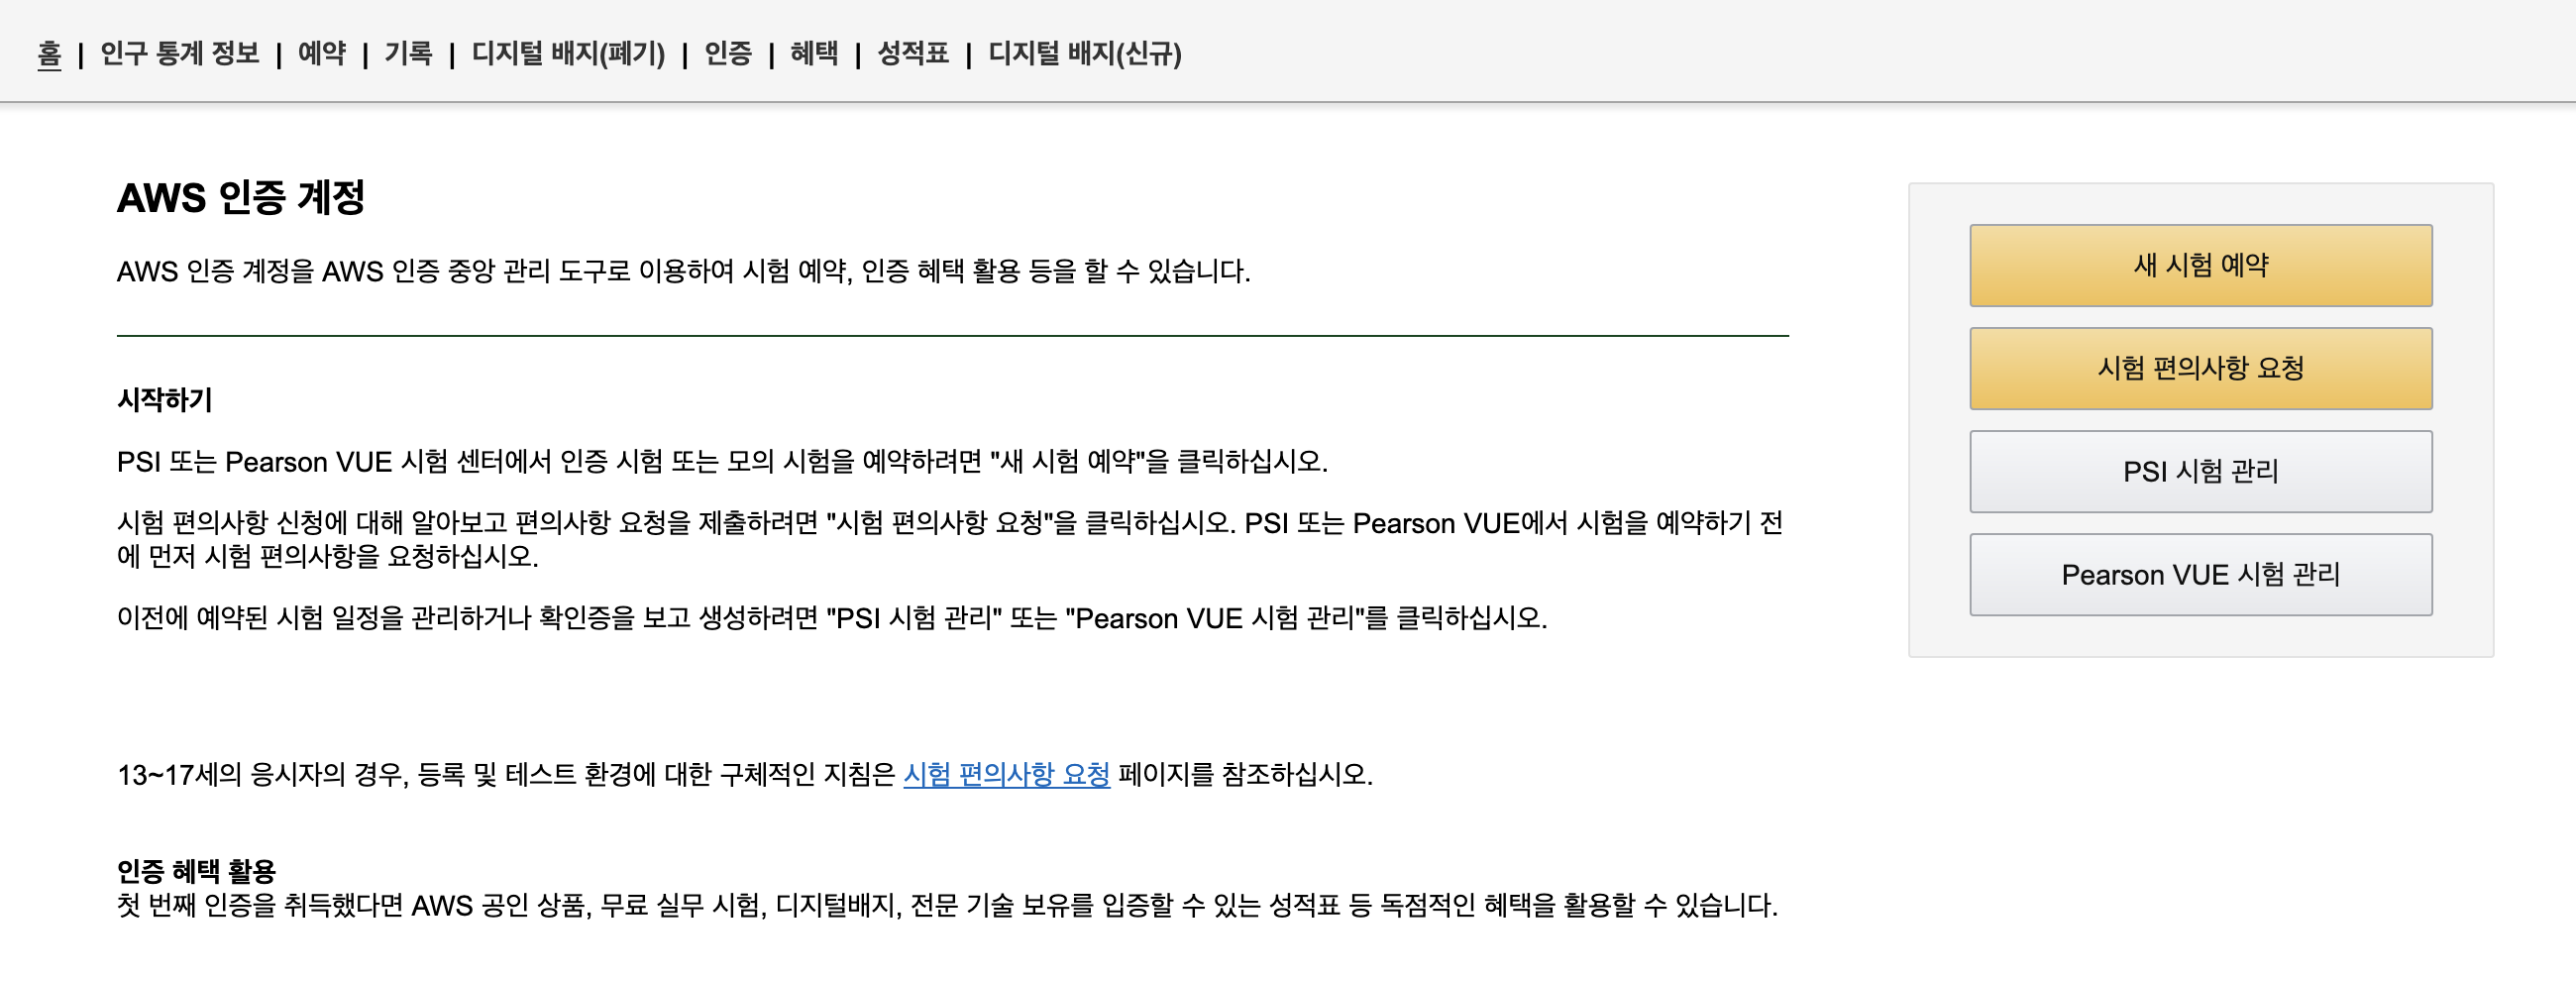 홈 | 인구 통계 정보 | 예약 | 기록 | 디지털 배지(폐기) | 인증 | 혜택 | 성적표 | 디지털 배지(신규)
AWS 인증 계정
AWS 인증 계정을 AWS 인증 중앙 관리 도구로 이용하여 시험 예약, 인증 혜택 활용 등을 할 수 있습니다.
시작하기
PSI 또는 Pearson VUE 시험 센터에서 인증 시험 또는 모의 시험을 예약하려면 "새 시험 예약"을 클릭하십시오.
시험 편의사항 신청에 대해 알아보고 편의사항 요청을 제출하려면 "시험 편의사항 요청"을 클릭하십시오. PSI 또는 Pearson VUE에서 시험을 예약하기 전
에 먼저 시험 편의사항을 요청하십시오.
이전에 예약된 시험 일정을 관리하거나 확인증을 보고 생성하려면 "PSI 시험 관리" 또는 "Pearson VUE 시험 관리"를 클릭하십시오.
13~17세의 응시자의 경우, 등록 및 테스트 환경에 대한 구체적인 지침은 시험 편의사항 요청 페이지를 참조하십시오.
인증 혜택 활용
첫 번째 인증을 취득했다면 AWS 공인 상품, 무료 실무 시험, 디지털배지, 전문 기술 보유를 입증할 수 있는 성적표 등 독점적인 혜택을 활용할 수 있습니다.
새 시험 예약
시험 편의사항 요청
PSI 시험 관리
Pearson VUE 시험 관리